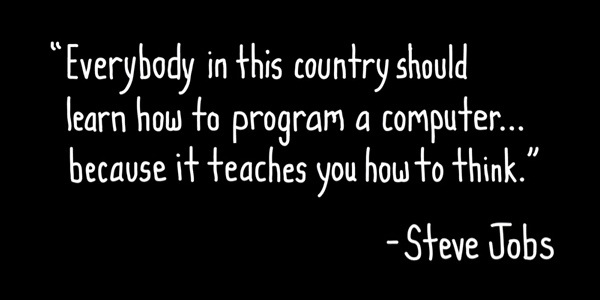 “Everybody in this country should
learn how to program a computer...
because it teaches you how to think.”
-Steve Jobs